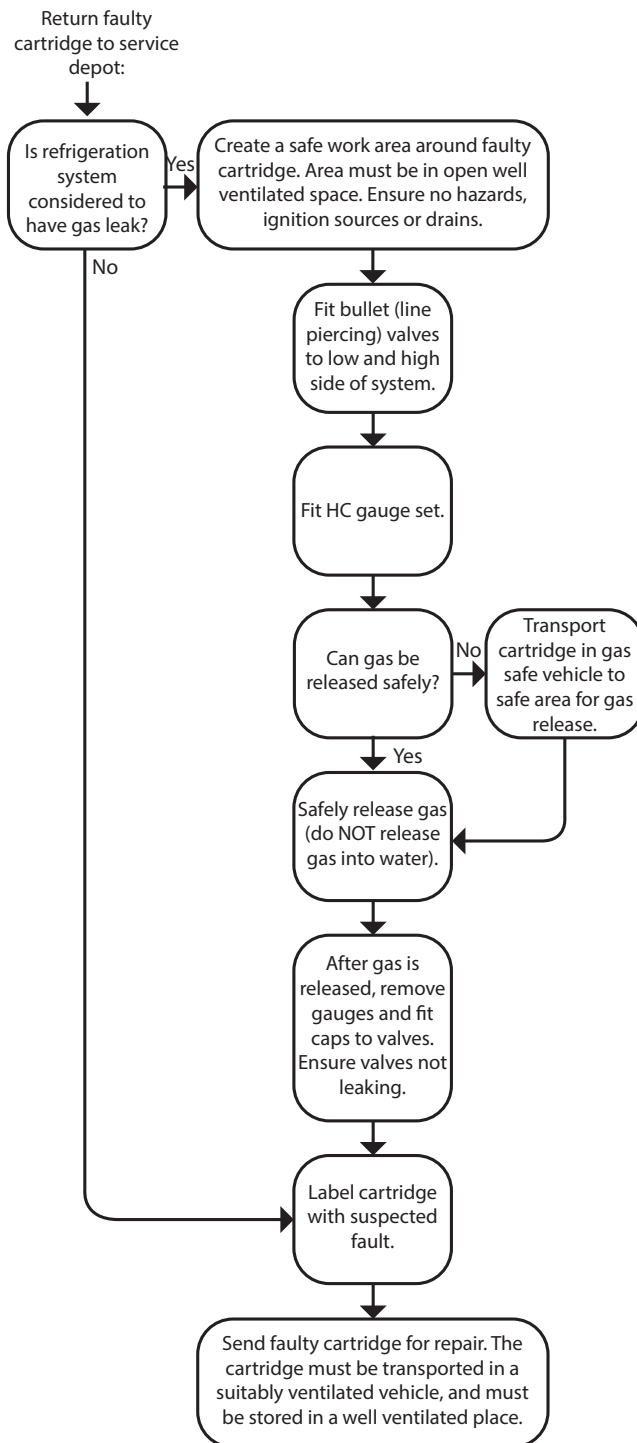 Return faulty
cartridge to service
depot:
Is refrigeration
system
considered to
have gas leak?
Yes
Create a safe work area around faulty
cartridge. Area must be in open well
ventilated space. Ensure no hazards,
ignition sources or drains.
No
Fit bullet (line
piercing) valves
to low and high
side of system.
Fit HC gauge set.
Can gas be
released safely?
No
Transport
cartridge in gas
safe vehicle to
safe area for gas
release.
Yes
Safely release gas
(do NOT release
gas into water).
After gas is
released, remove
gauges and fit
caps to valves.
Ensure valves not
leaking.
Label cartridge
with suspected
fault.
Send faulty cartridge for repair. The
cartridge must be transported in a
suitably ventilated vehicle, and must
be stored in a well ventilated place.